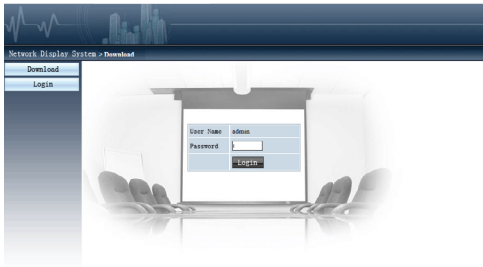 Network Display System > Download
Download
Login
User Name admin
Password
Login